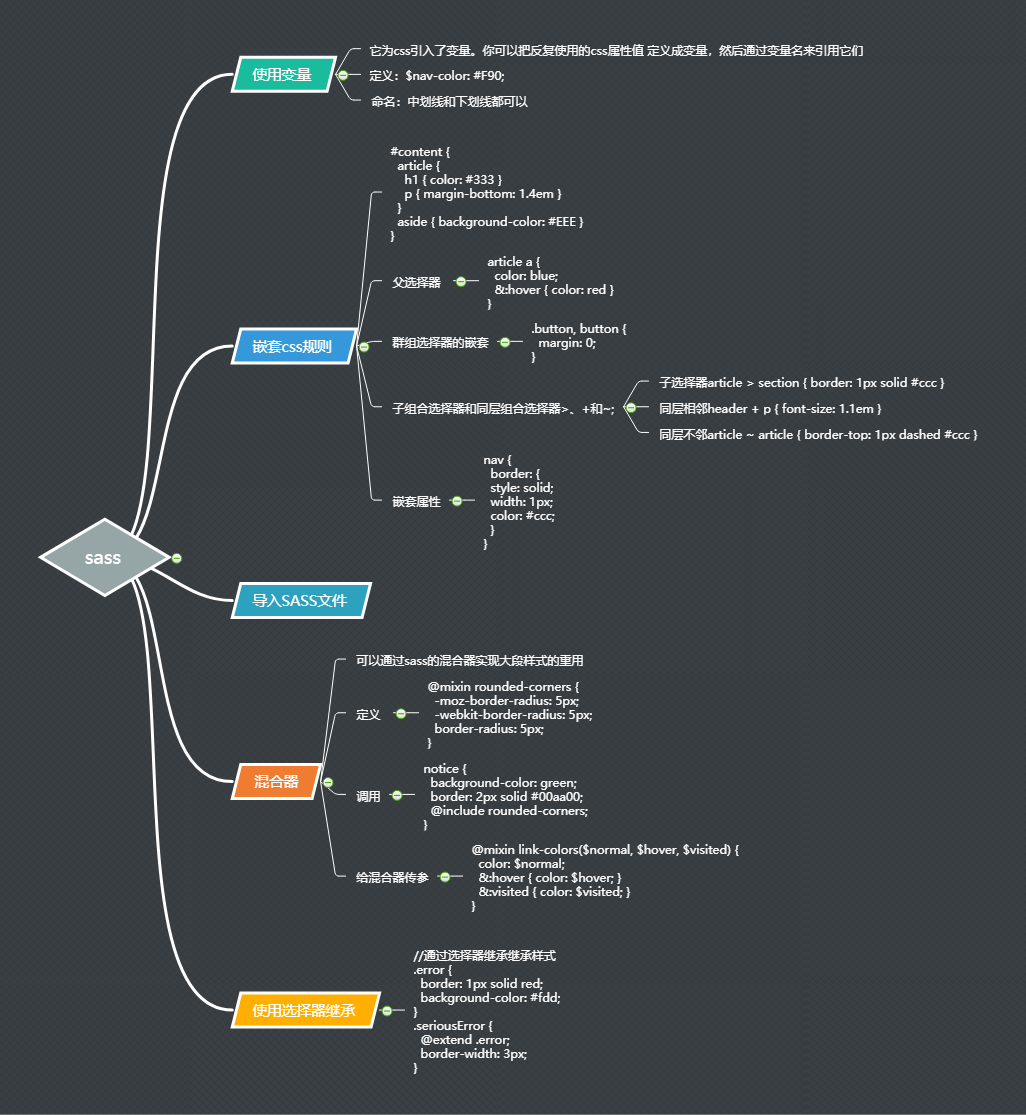 sass
使用变量
它为css引入了变量。你可以把反复使用的css属性值 定义成变量，然后通过变量名来引用它们
定义：$nav-color: #F90;
命名：中划线和下划线都可以
嵌套css规则
#content {
article {
h1 { color: #333 }
p { margin-bottom: 1.4em }
}
aside { background-color: #EEE }
}
父选择器
article a {
color: blue;
&:hover { color: red }
}
群组选择器的嵌套
.button, button {
margin: 0;
}
子组合选择器和同层组合选择器>、+和~;
子选择器article > section { border: 1px solid #ccc }
同层相邻header + p { font-size: 1.1em }
同层不邻article ~ article { border-top: 1px dashed #ccc }
嵌套属性
nav {
border: {
style: solid;
width: 1px;
color: #ccc;
}
}
导入SASS文件
混合器
可以通过sass的混合器实现大段样式的重用
定义
@mixin rounded-corners {
-moz-border-radius: 5px;
-webkit-border-radius: 5px;
border-radius: 5px;
}
调用
notice {
background-color: green;
border: 2px solid #00aa00;
@include rounded-corners;
}
给混合器传参
@mixin link-colors($normal, $hover, $visited) {
color: $normal;
&:hover { color: $hover; }
&:visited { color: $visited; }
}
使用选择器继承
//通过选择器继承继承样式
.error {
border: 1px solid red;
background-color: #fdd;
}
.seriousError {
@extend .error;
border-width: 3px;
}